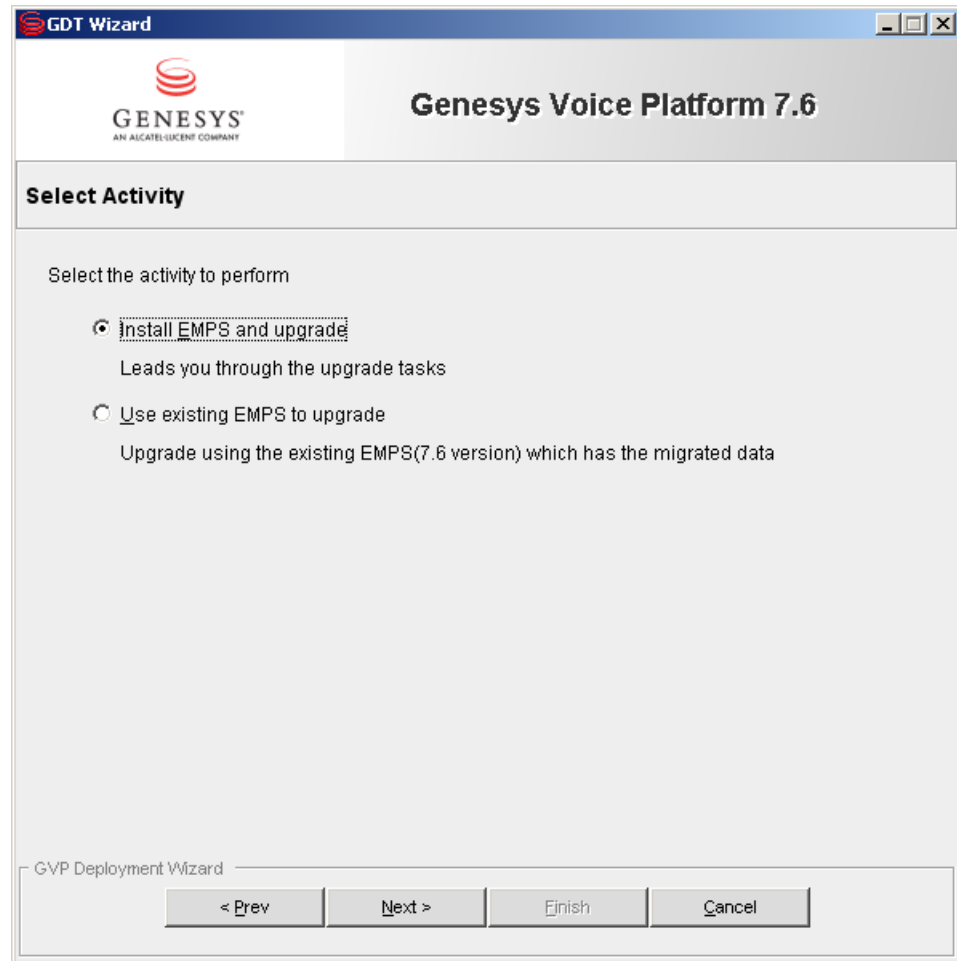 GDT Wizard
GENESYS
AN ALCATEL-LUCENT COMPANY
Genesys Voice Platform 7.6
Select Activity
Select the activity to perform
Install EMPS and upgrade
Leads you through the upgrade tasks
Use existing EMPS to upgrade
Upgrade using the existing EMPS(7.6 version) which has the migrated data
GVP Deployment Wizard
< Prev
Next >
Finish
Cancel